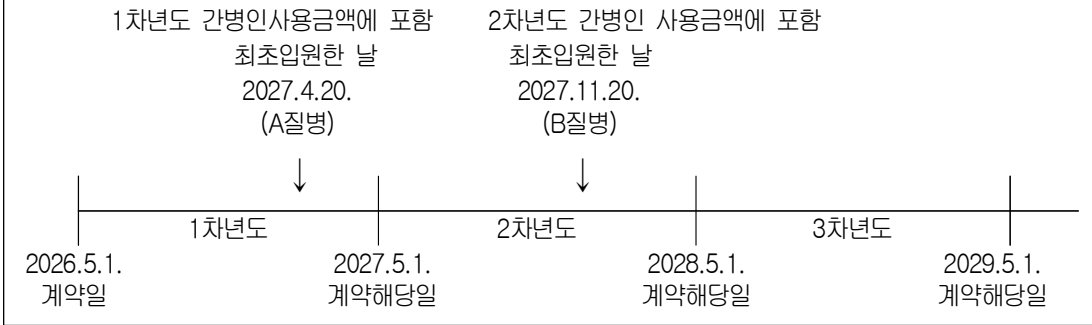 1차년도 간병인사용금액에 포함
최초입원한 날
2027.4.20.
(A질병)
2차년도 간병인 사용금액에 포함
최초입원한 날
2027.11.20.
(B질병)
1차년도
2차년도
3차년도
2026.5.1.
계약일
2027.5.1.
계약해당일
2028.5.1.
계약해당일
2029.5.1.
계약해당일